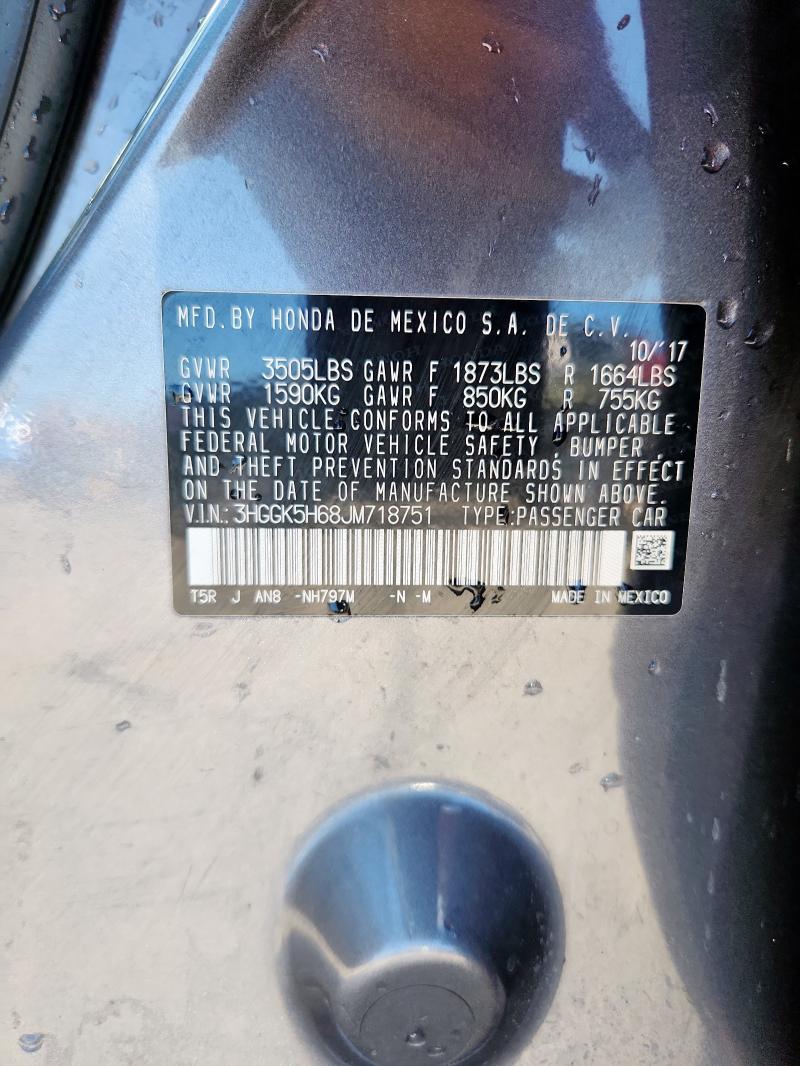 MFD. BY HONDA DE MEXICO S.A. DE C.V.
10/'17
GVWR 3505LBS GAWR F 1873LBS R 1664LBS
GVWR 1590KG GAWR F 850KG R 755KG
THIS VEHICLE CONFORMS TO ALL APPLICABLE
FEDERAL MOTOR VEHICLE SAFETY, BUMPER,
AND THEFT PREVENTION STANDARDS IN EFFECT
ON THE DATE OF MANUFACTURE SHOWN ABOVE.
V.I.N.: 3HGGK5H68JM718751 TYPE:PASSENGER CAR
T5R J AN8 -NH797M -N -M MADE IN MEXICO